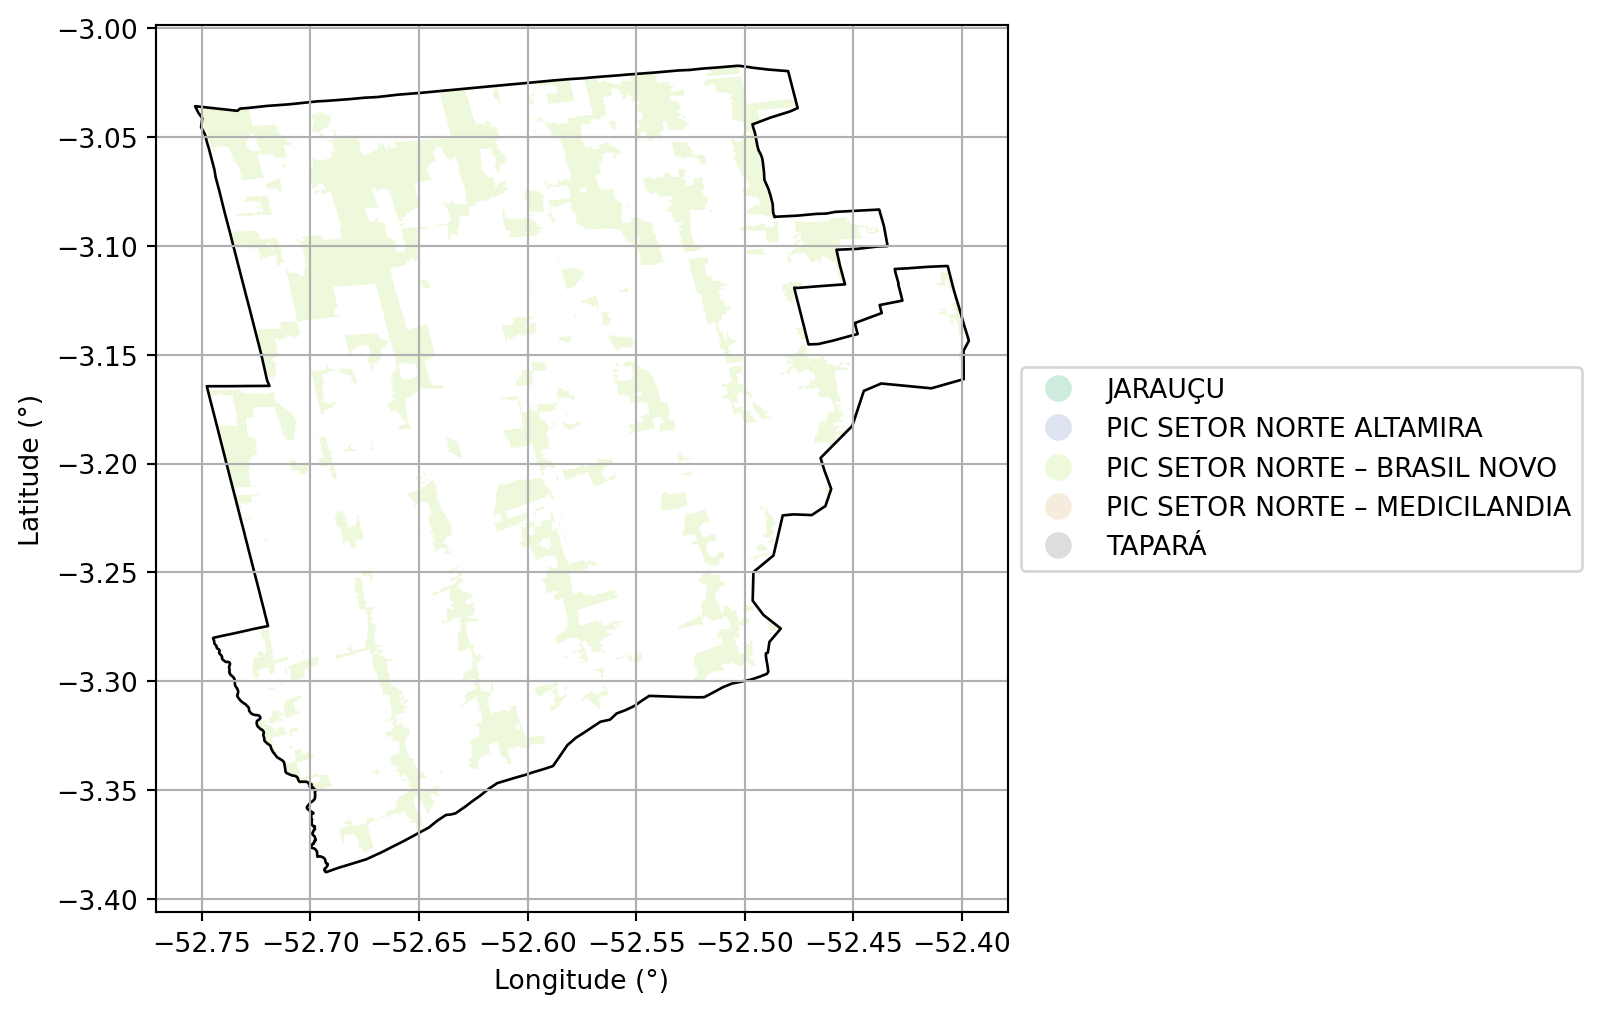 −3.00
−3.05
−3.10
−3.15
−3.20
−3.25
−3.30
−3.35
−3.40
Latitude (°)
−52.75 −52.70 −52.65 −52.60 −52.55 −52.50 −52.45 −52.40
Longitude (°)
JARAUÇU
PIC SETOR NORTE ALTAMIRA
PIC SETOR NORTE – BRASIL NOVO
PIC SETOR NORTE – MEDICILANDIA
TAPARÁ